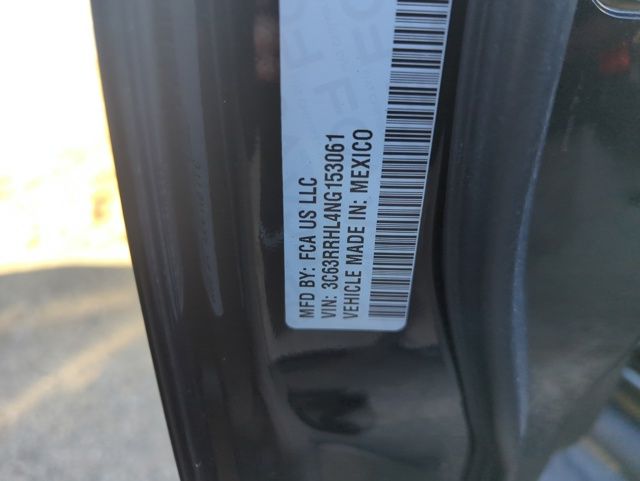 MFD BY: FCA US LLC
VIN: 3C63RRHL4NG153061
VEHICLE MADE IN: MEXICO